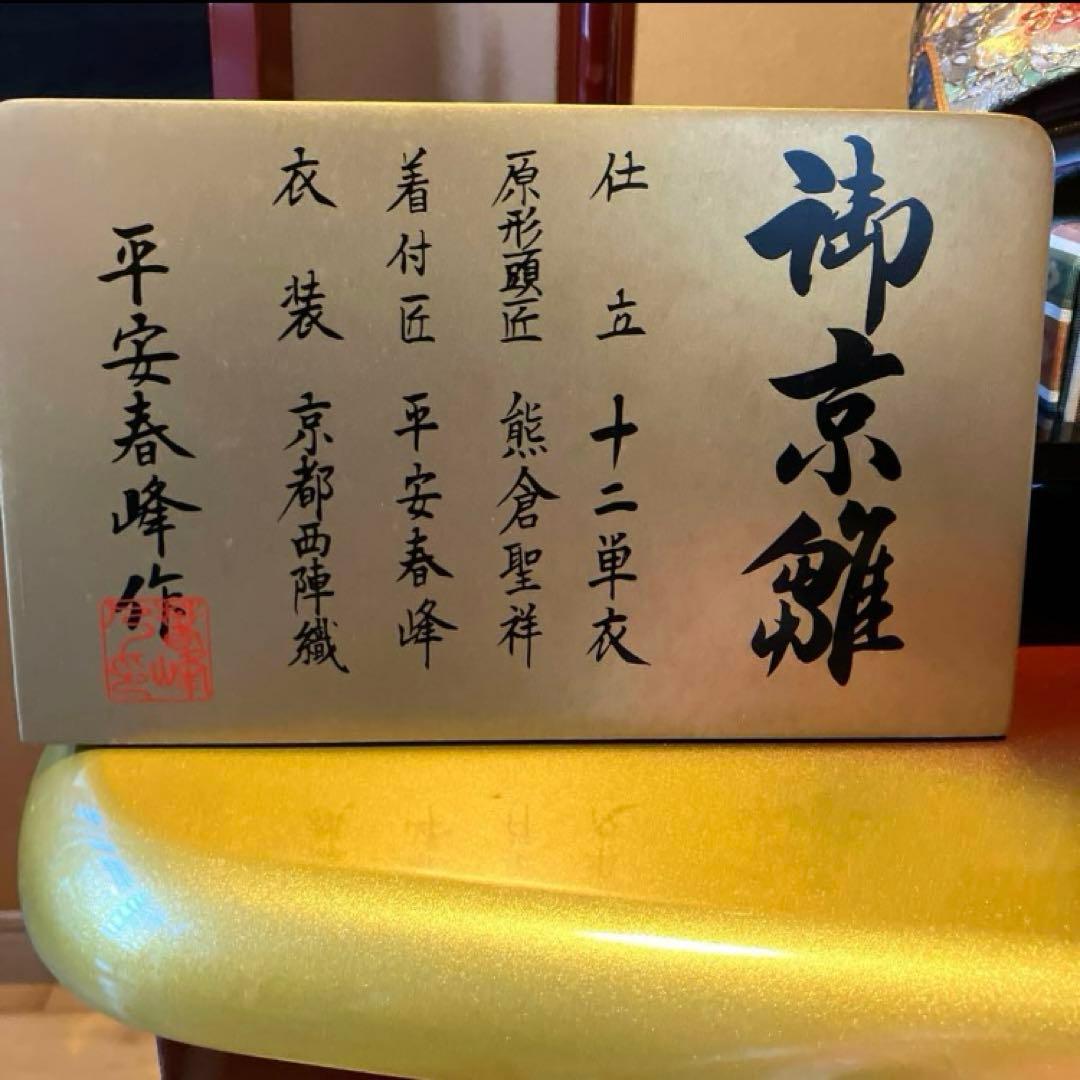 御京雛
仕立 十二単衣
原形頭匠 熊倉聖祥
着付匠 平安春峰
衣装 京都西陣織
平安春峰作